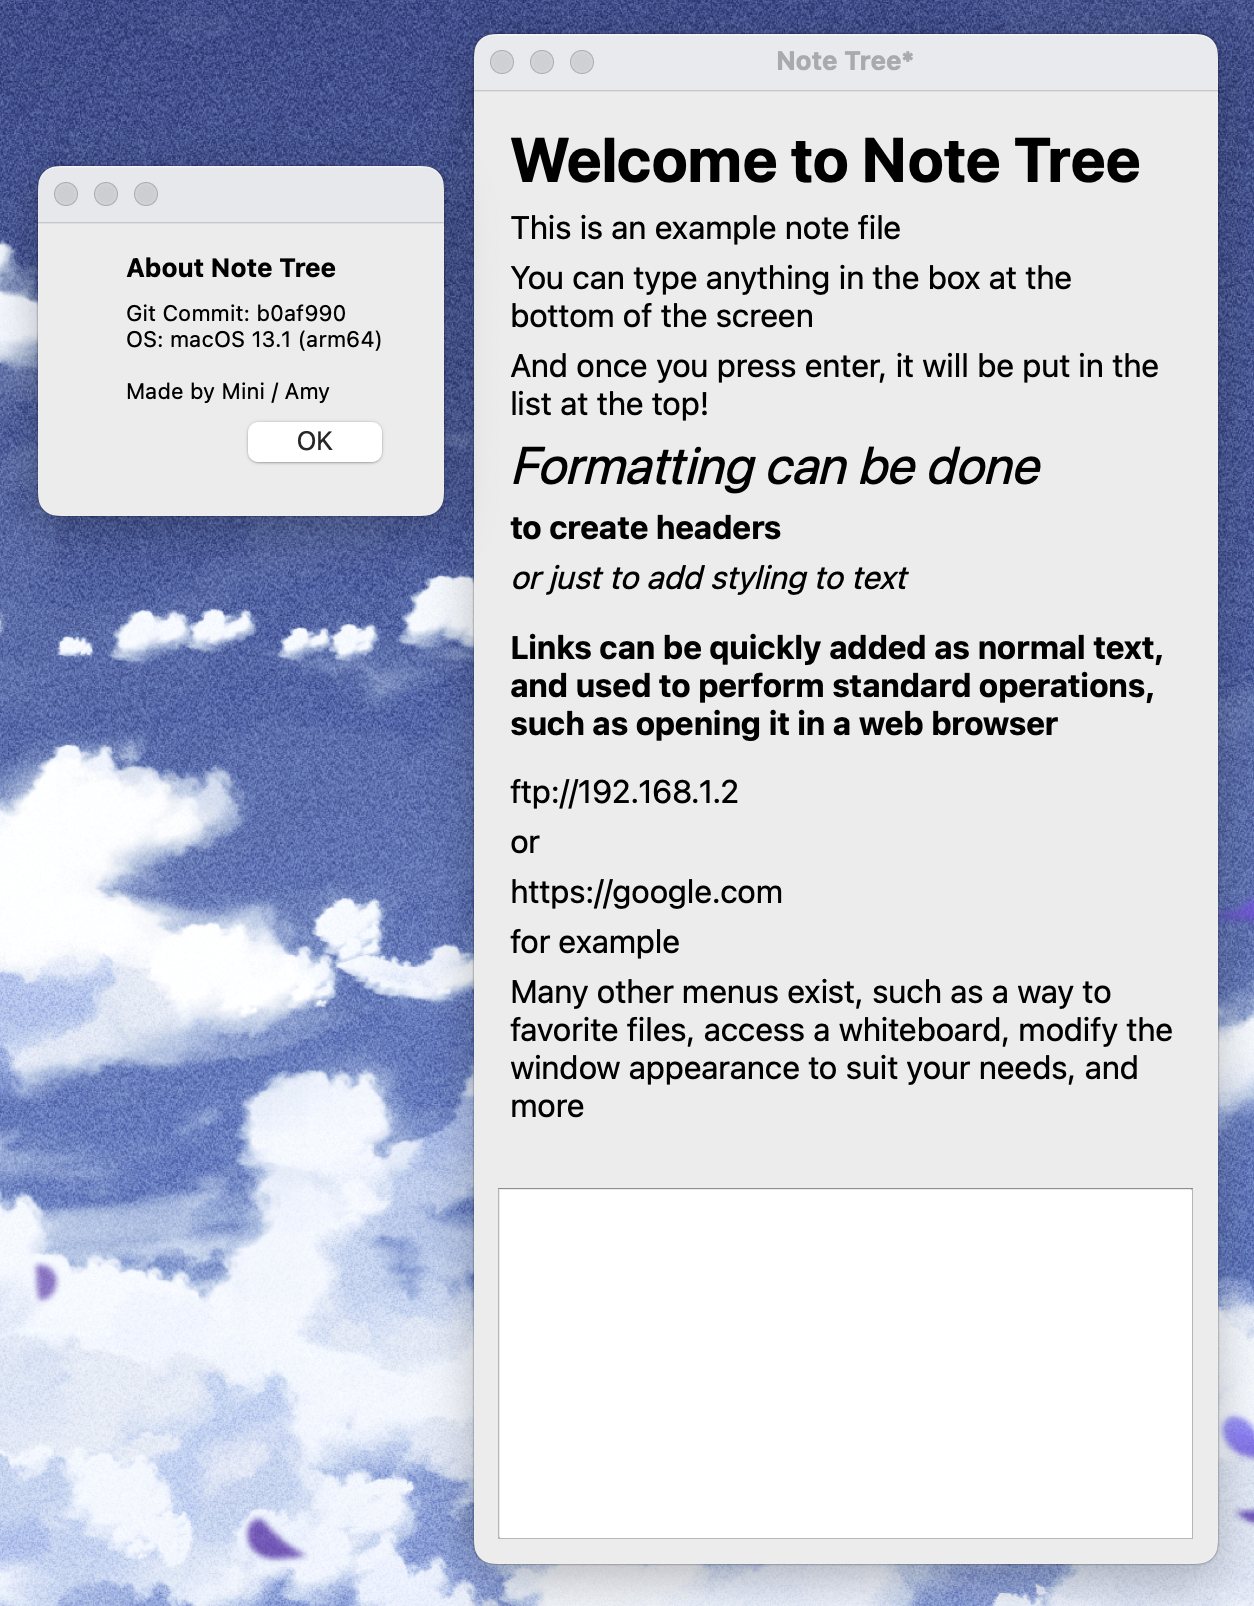 Note Tree*
Welcome to Note Tree
This is an example note file
You can type anything in the box at the
bottom of the screen
And once you press enter, it will be put in the
list at the top!
Formatting can be done
to create headers
or just to add styling to text
Links can be quickly added as normal text,
and used to perform standard operations,
such as opening it in a web browser
ftp://192.168.1.2
or
https://google.com
for example
Many other menus exist, such as a way to
favorite files, access a whiteboard, modify the
window appearance to suit your needs, and
more
About Note Tree
Git Commit: b0af990
OS: macOS 13.1 (arm64)
Made by Mini / Amy
OK